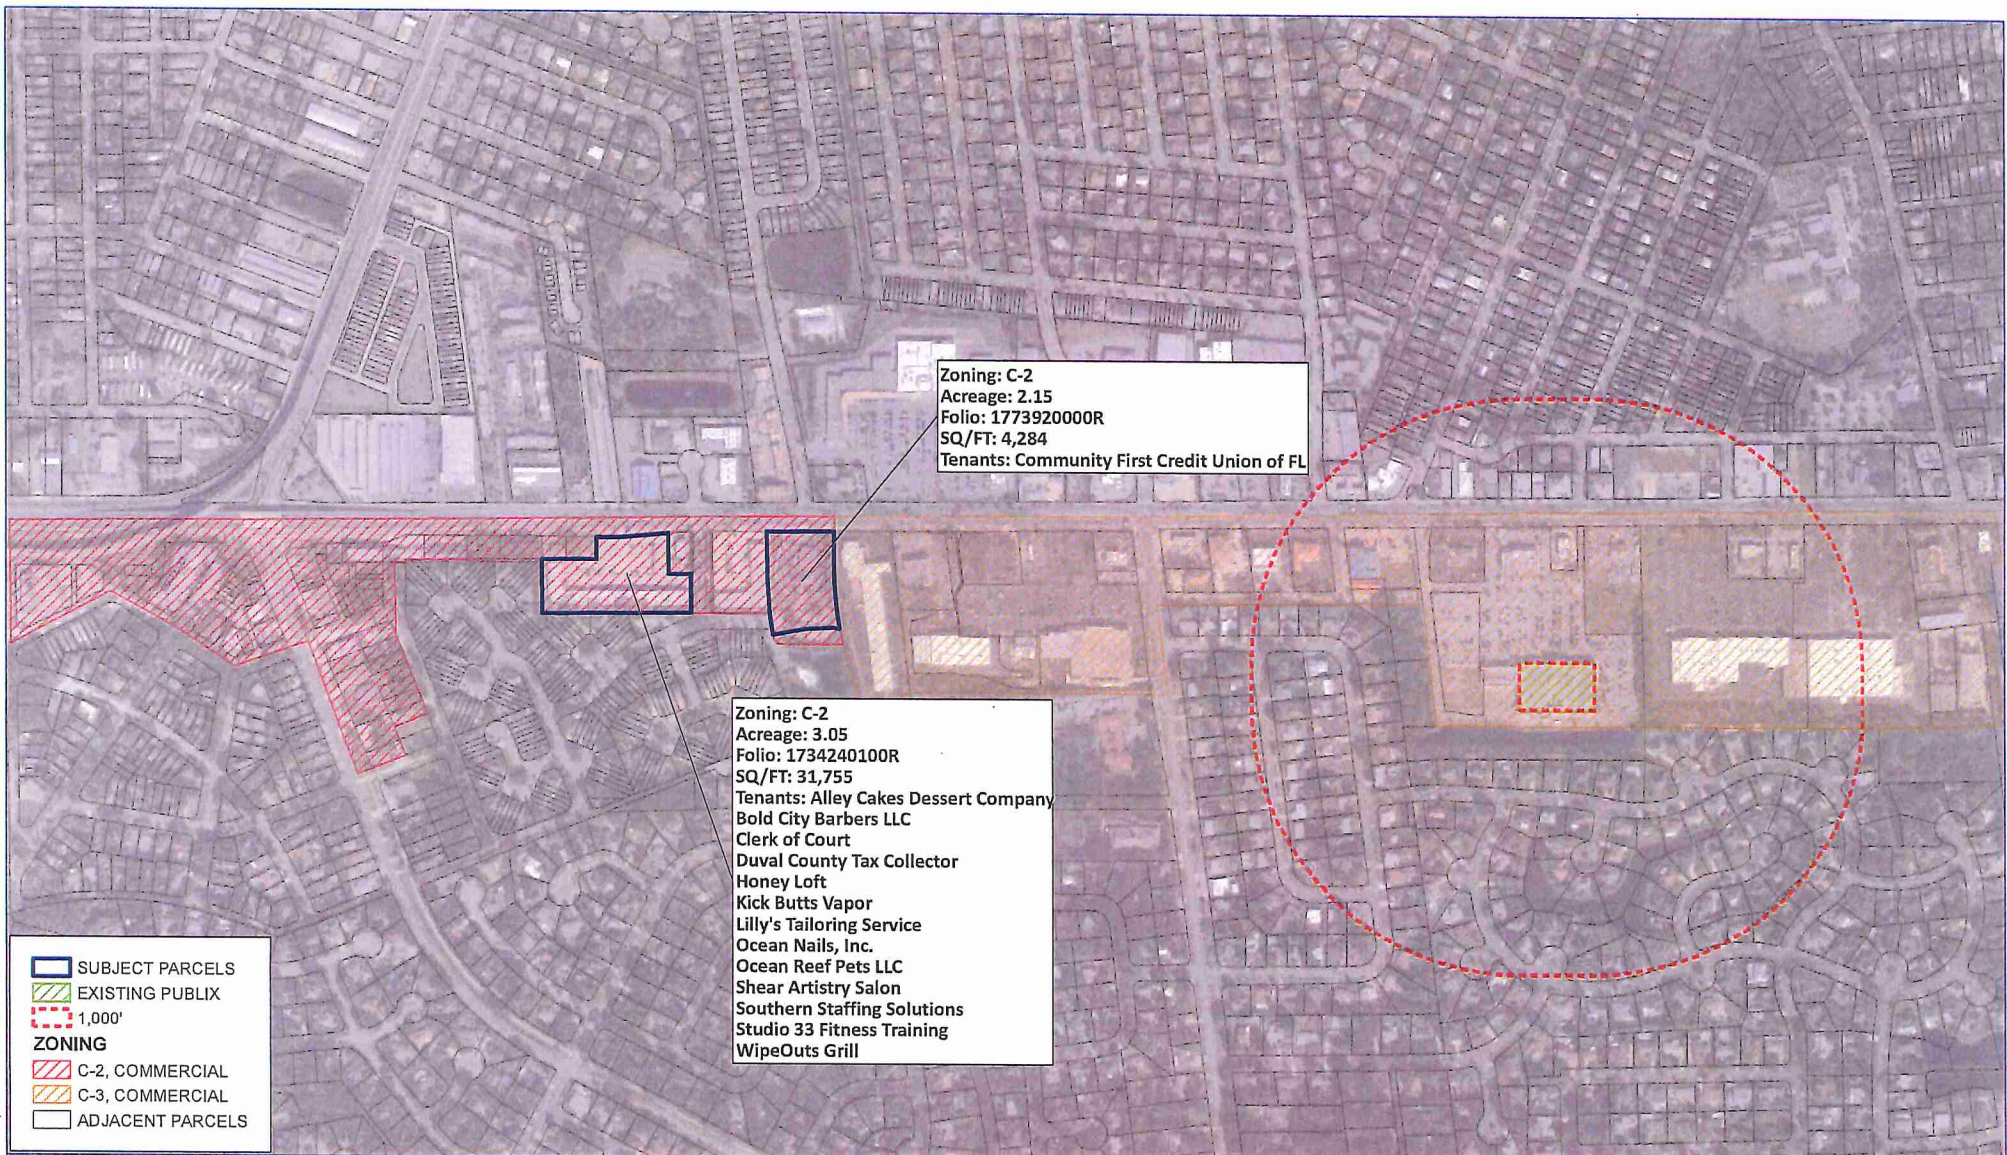 Zoning: C-2
Acreage: 2.15
Folio: 1773920000R
SQ/FT: 4,284
Tenants: Community First Credit Union of FL
Zoning: C-2
Acreage: 3.05
Folio: 1734240100R
SQ/FT: 31,755
Tenants: Alley Cakes Dessert Company
Bold City Barbers LLC
Clerk of Court
Duval County Tax Collector
Honey Loft
Kick Butts Vapor
Lilly's Tailoring Service
Ocean Nails, Inc.
Ocean Reef Pets LLC
Shear Artistry Salon
Southern Staffing Solutions
Studio 33 Fitness Training
WipeOuts Grill
SUBJECT PARCELS
EXISTING PUBLIX
1,000'
ZONING
C-2, COMMERCIAL
C-3, COMMERCIAL
ADJACENT PARCELS